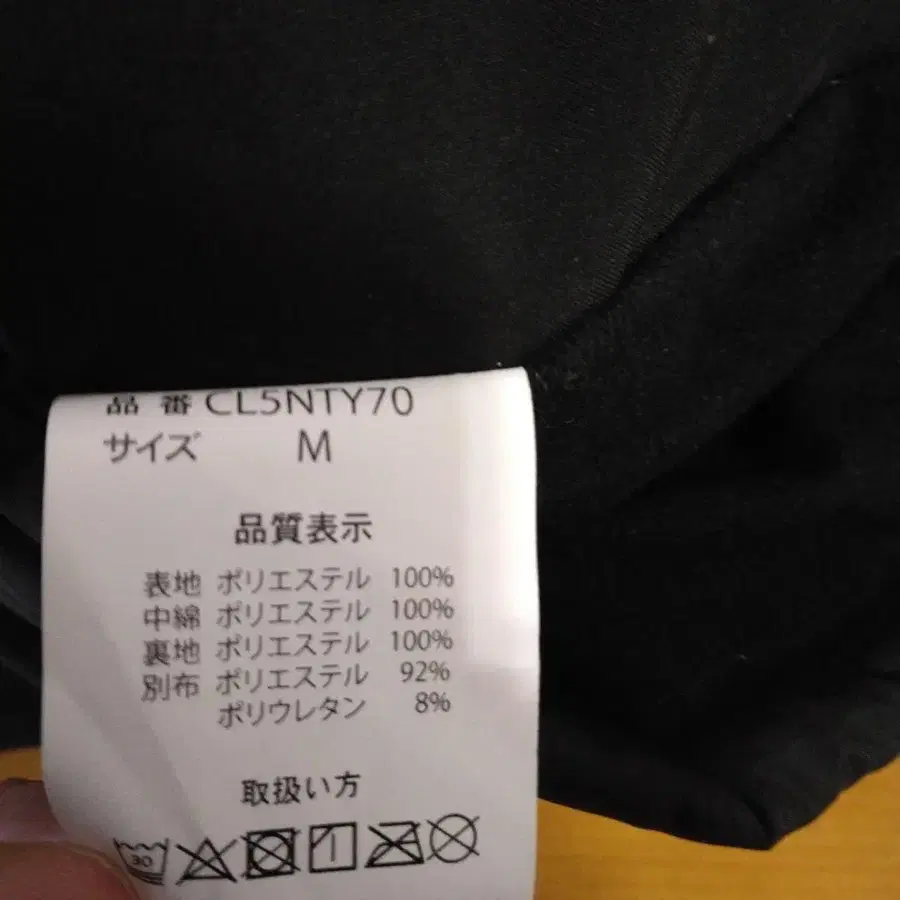 品番 CL5NTY70
サイズ M
品質表示
表地 ポリエステル 100%
中綿 ポリエステル 100%
裏地 ポリエステル 100%
別布 ポリエステル 92%
ポリウレタン 8%
取扱い方
30